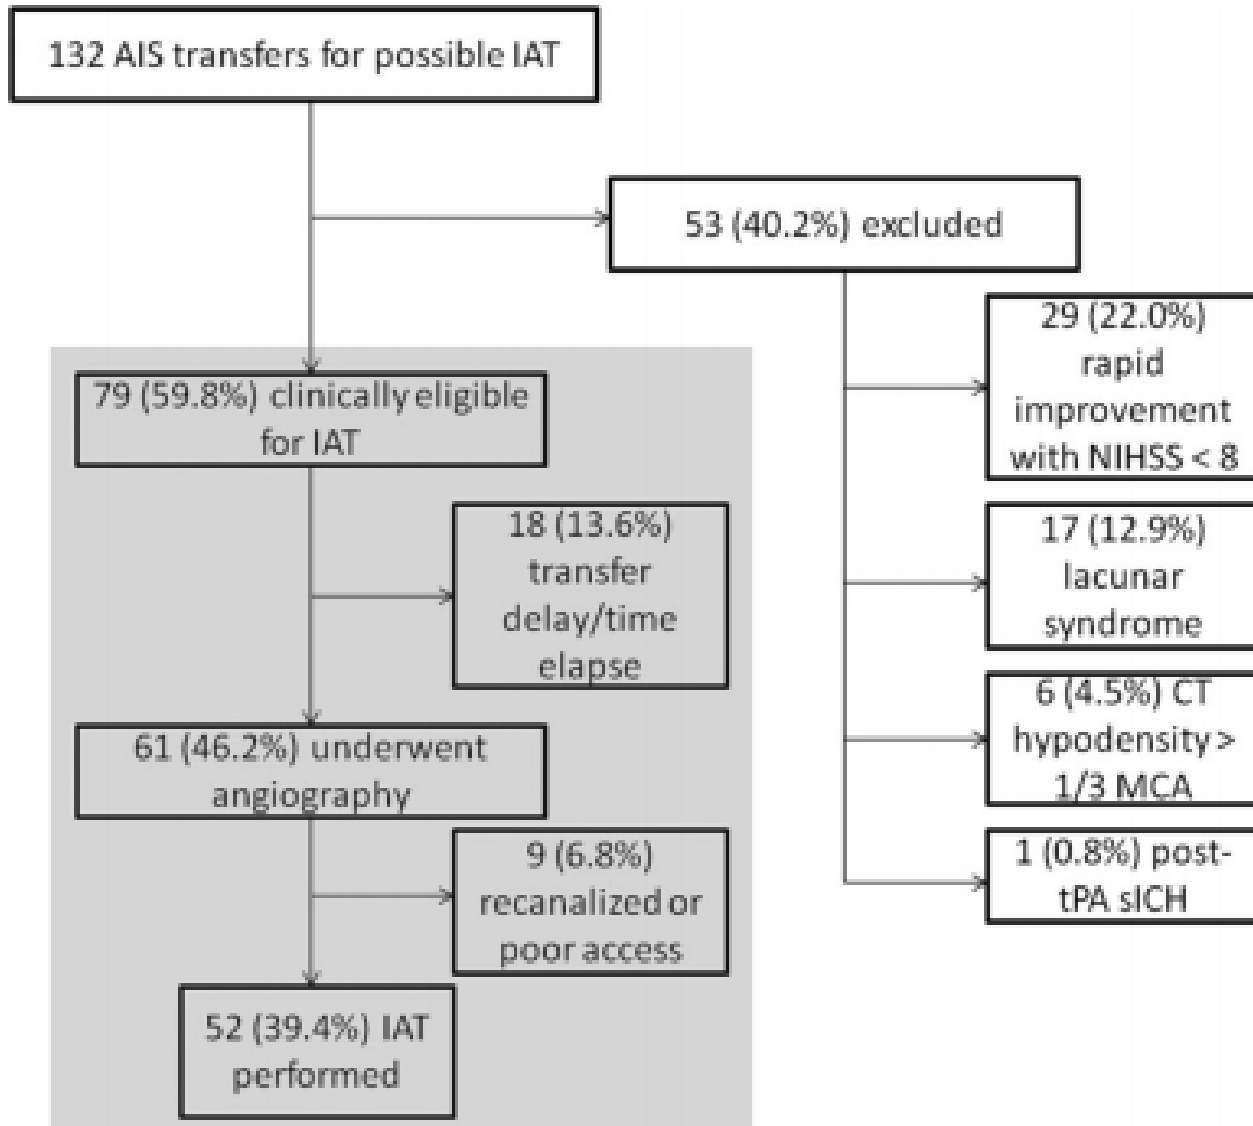 132 AIS transfers for possible IAT
53 (40.2%) excluded
29 (22.0%)
rapid
improvement
with NIHSS < 8
79 (59.8%) clinically eligible
for IAT
18 (13.6%)
transfer
delay/time
elapse
17 (12.9%)
lacunar
syndrome
6 (4.5%) CT
hypodensity >
1/3 MCA
61 (46.2%) underwent
angiography
9 (6.8%)
recanalized or
poor access
1 (0.8%) post-
tPA sICH
52 (39.4%) IAT
performed